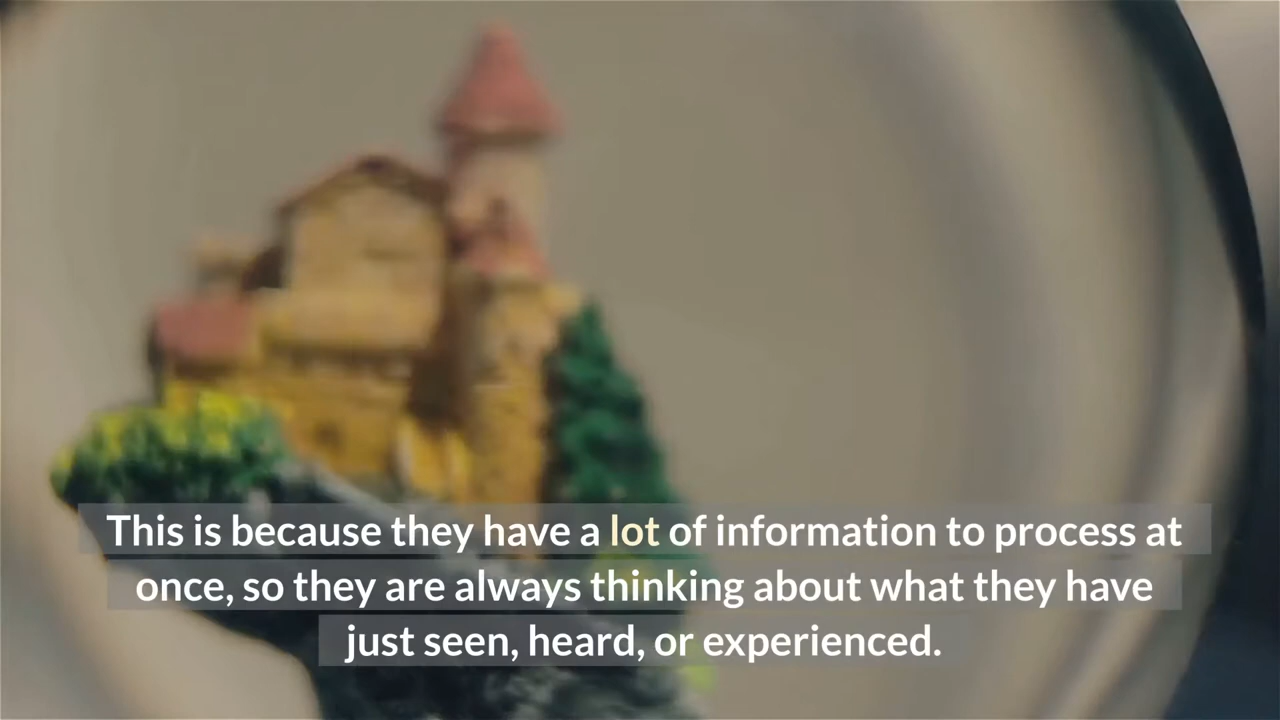 This is because they have a lot of information to process at
once, so they are always thinking about what they have
just seen, heard, or experienced.